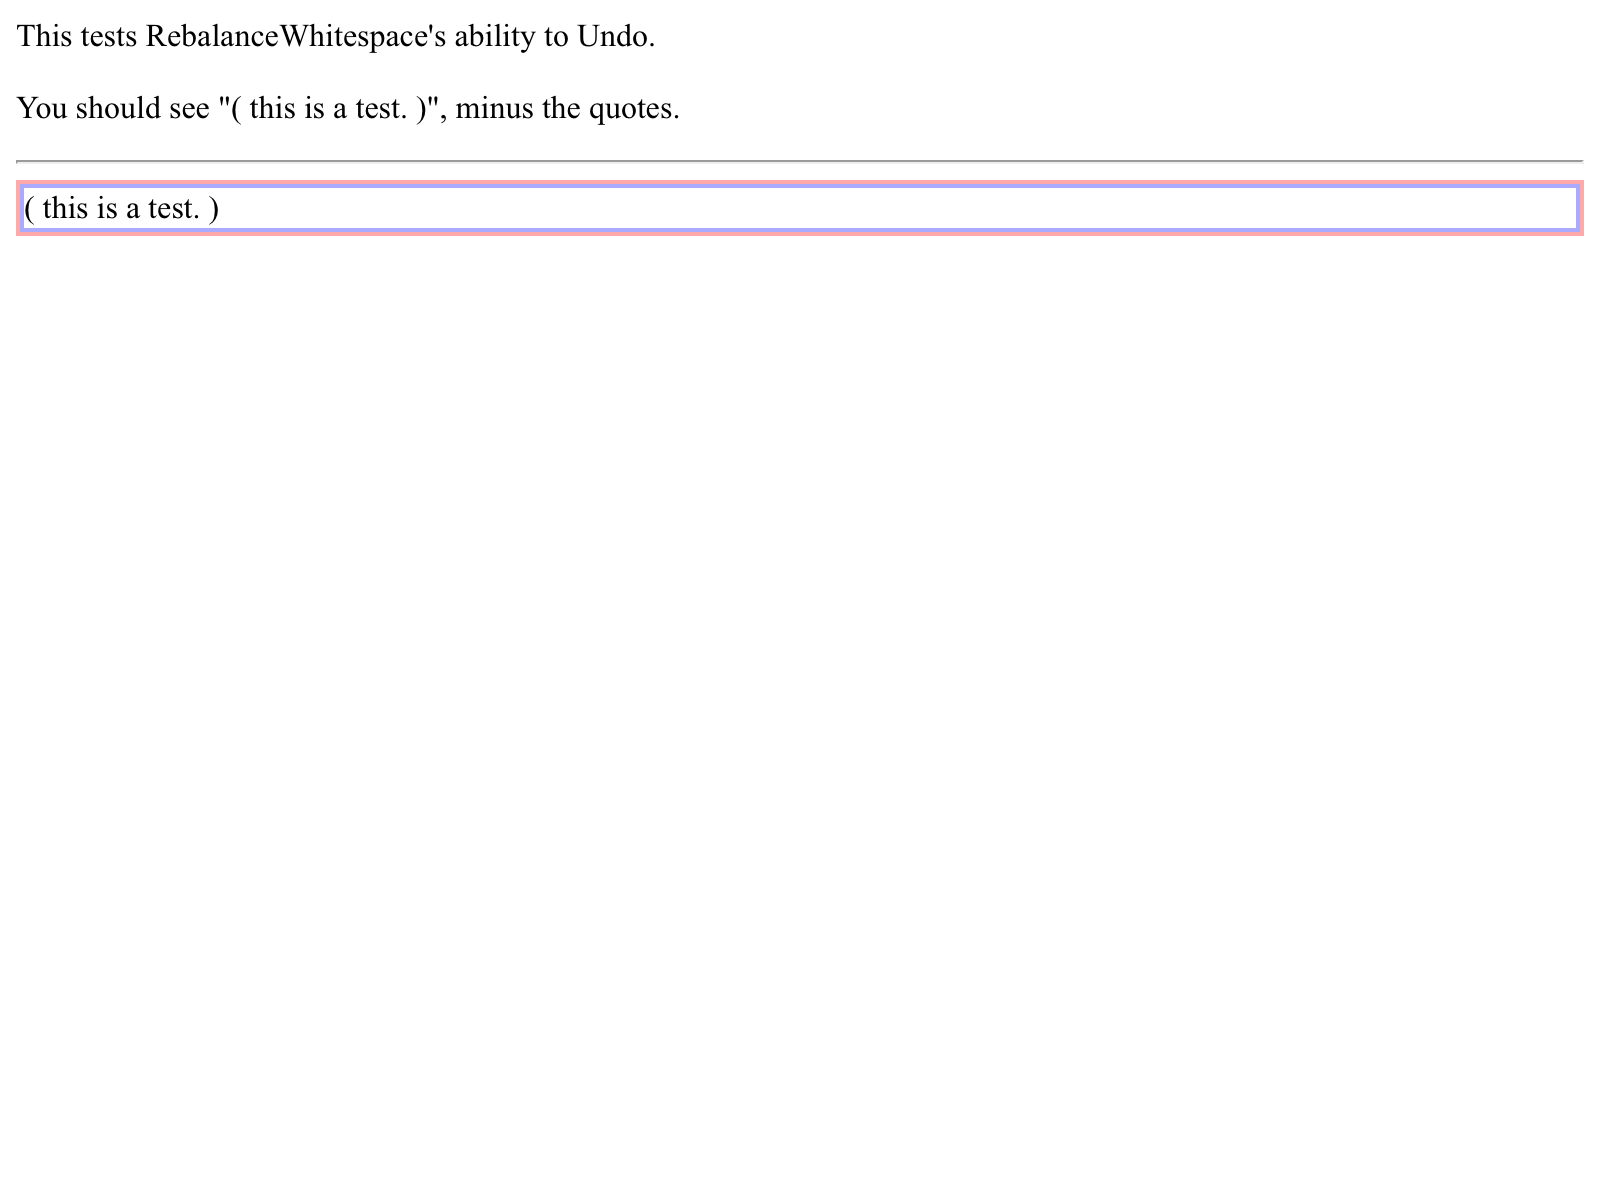 This tests RebalanceWhitespace's ability to Undo.
You should see "( this is a test. )", minus the quotes.
( this is a test. )